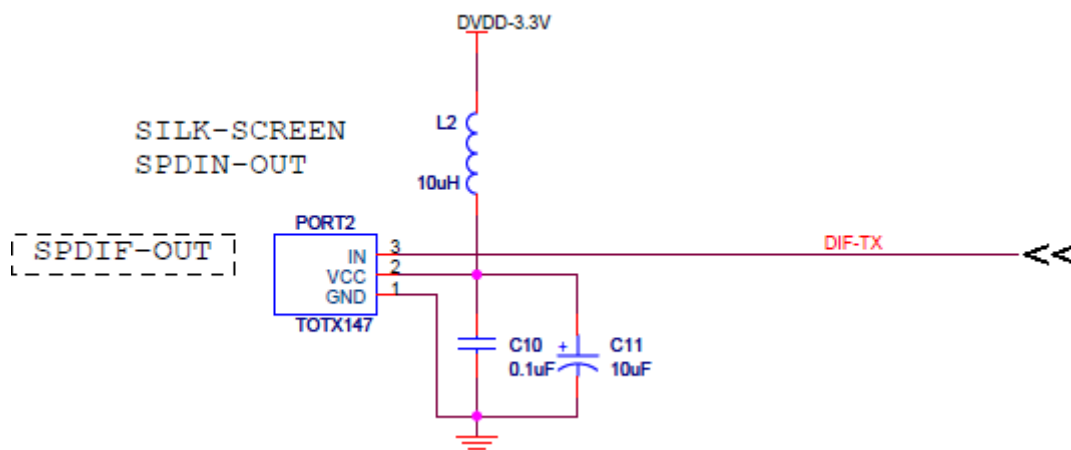 DVDD-3.3V
SILK-SCREEN
SPDIN-OUT
L2
10uH
PORT2
SPDIF-OUT
IN 3
VCC 2
GND 1
TOTX147
DIF-TX
C10
0.1uF
+
C11
10uF